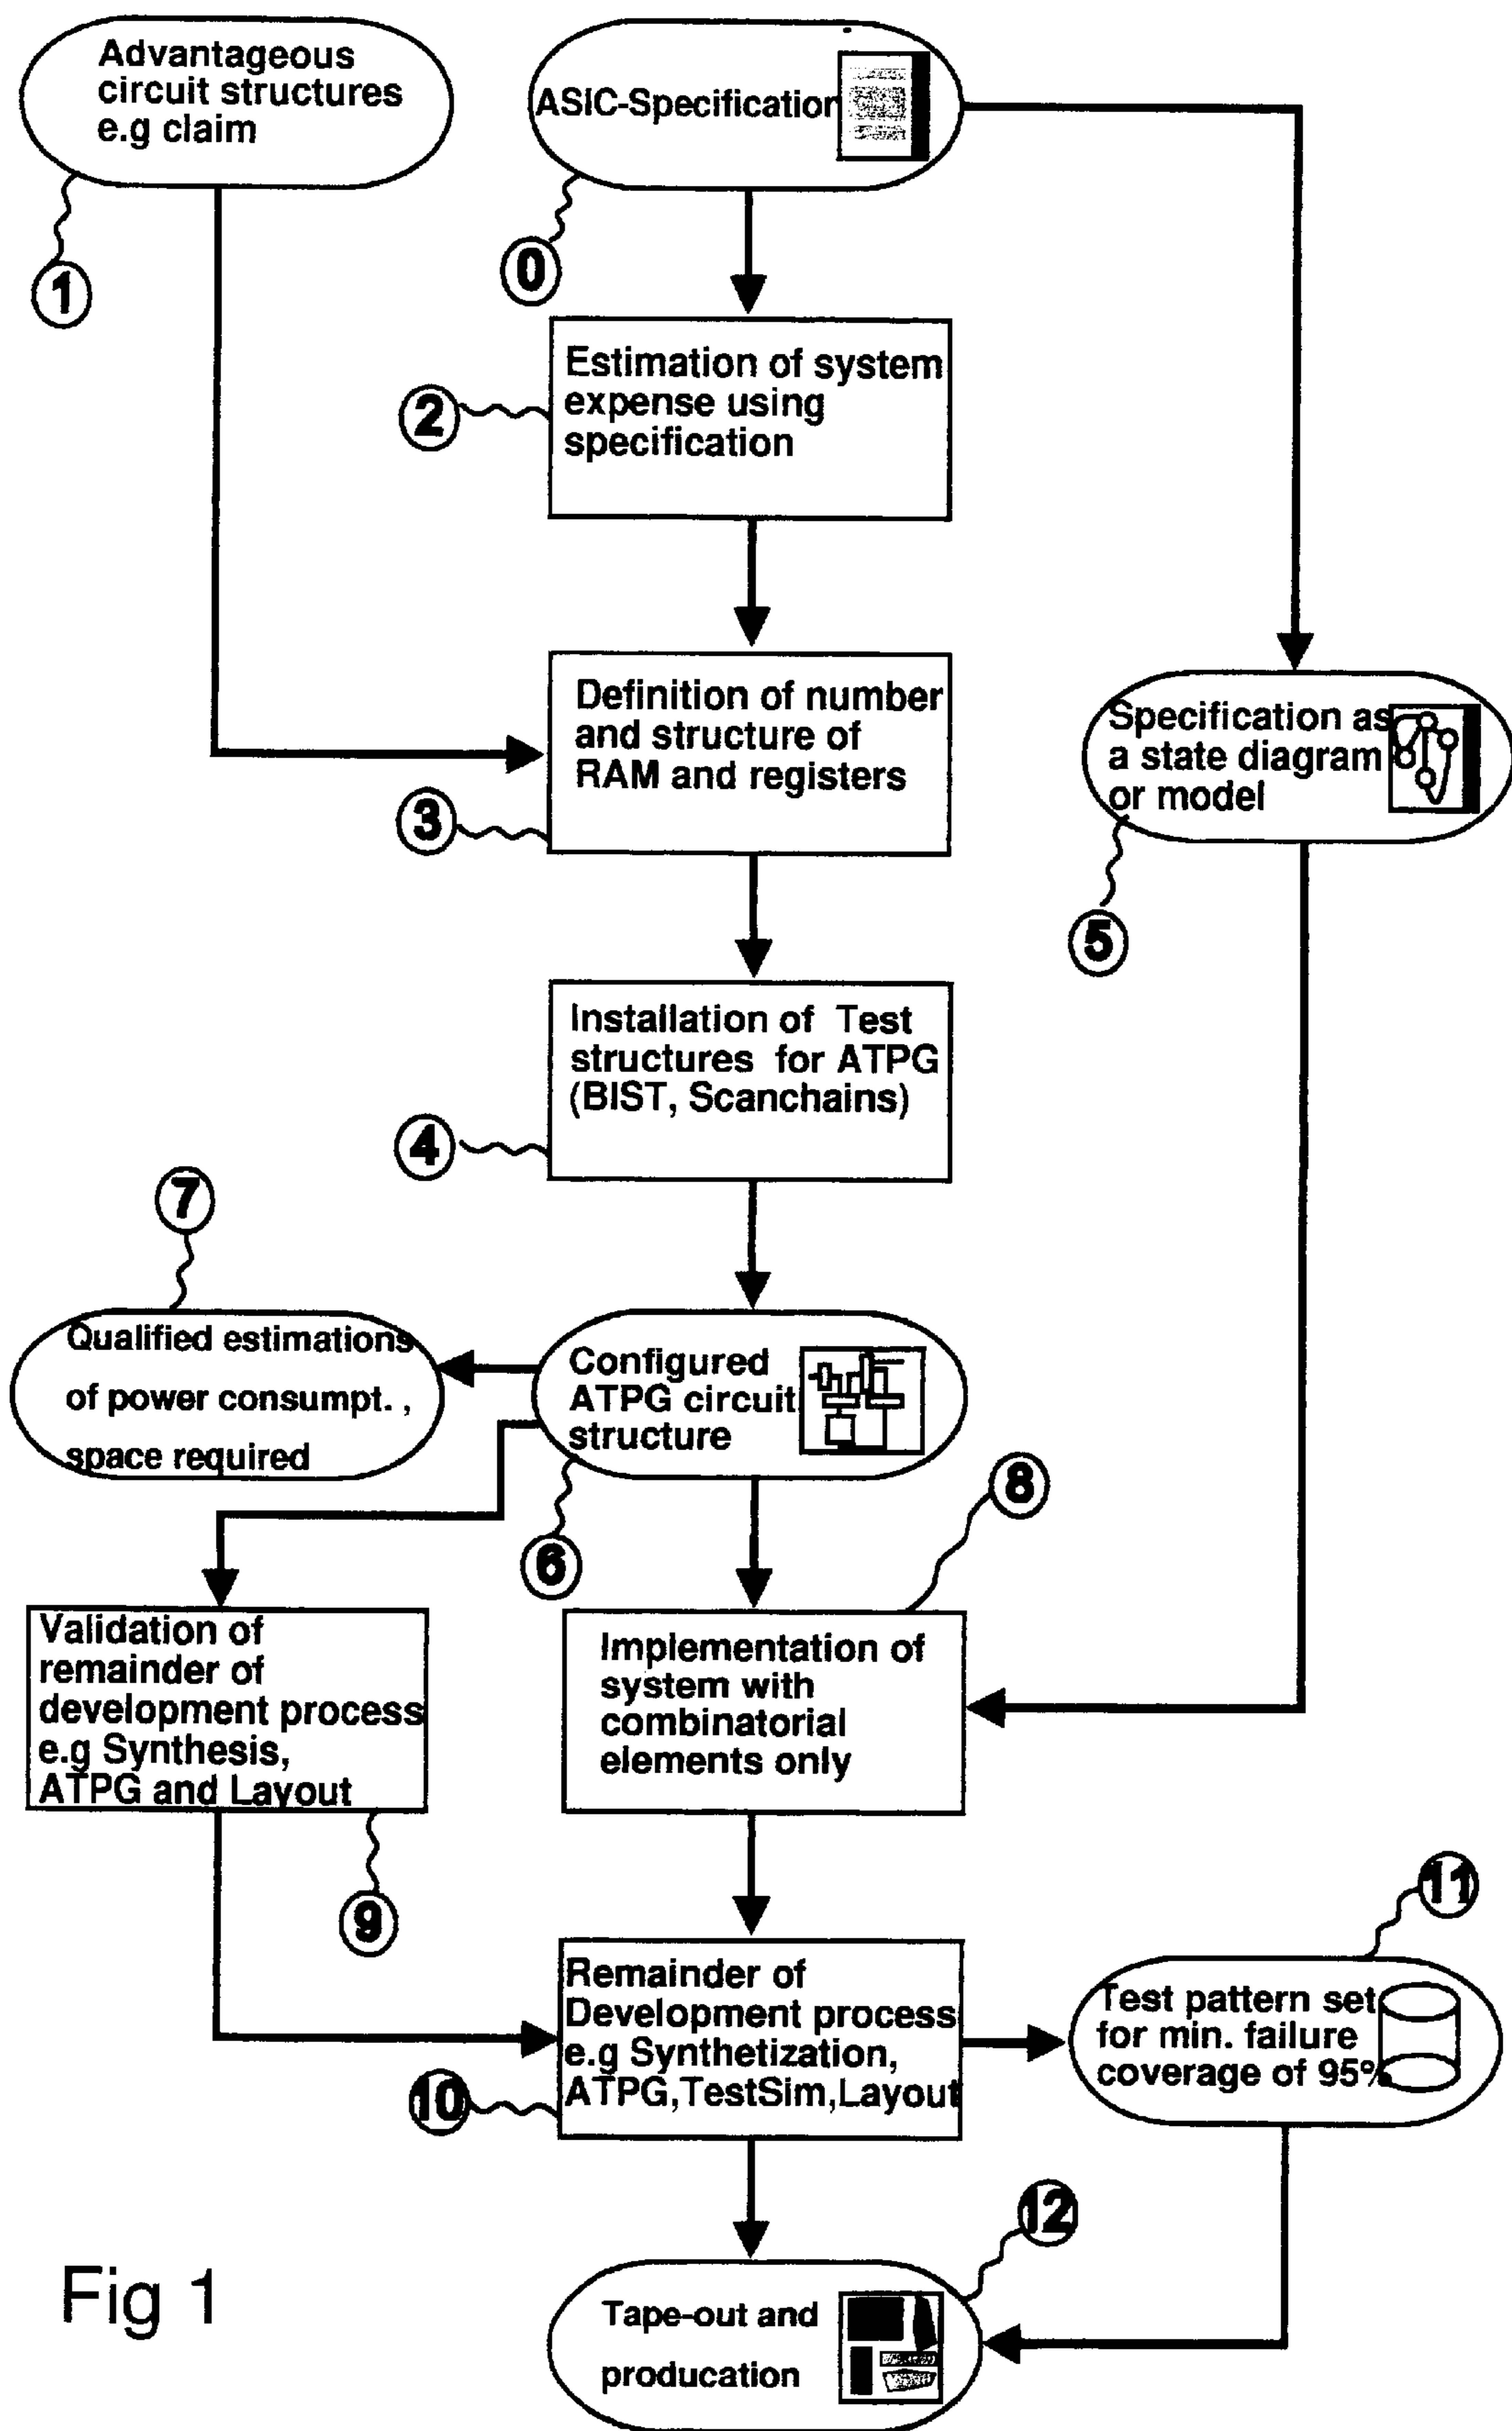 Advantageous
circuit structures
e.g claim
1
ASIC-Specification
0
Estimation of system
expense using
specification
2
Definition of number
and structure of
RAM and registers
3
Specification as
a state diagram
or model
5
Installation of Test
structures for ATPG
(BIST, Scanchains)
4
7
Qualified estimations
of power consumpt. ,
space required
Configured
ATPG circuit
structure
6
8
Validation of
remainder of
development process
e.g Synthesis,
ATPG and Layout
9
Implementation of
system with
combinatorial
elements only
Remainder of
Development process
e.g Synthetization,
ATPG,TestSim,Layout
10
11
Test pattern set
for min. failure
coverage of 95%
12
Tape-out and
producation
Fig 1